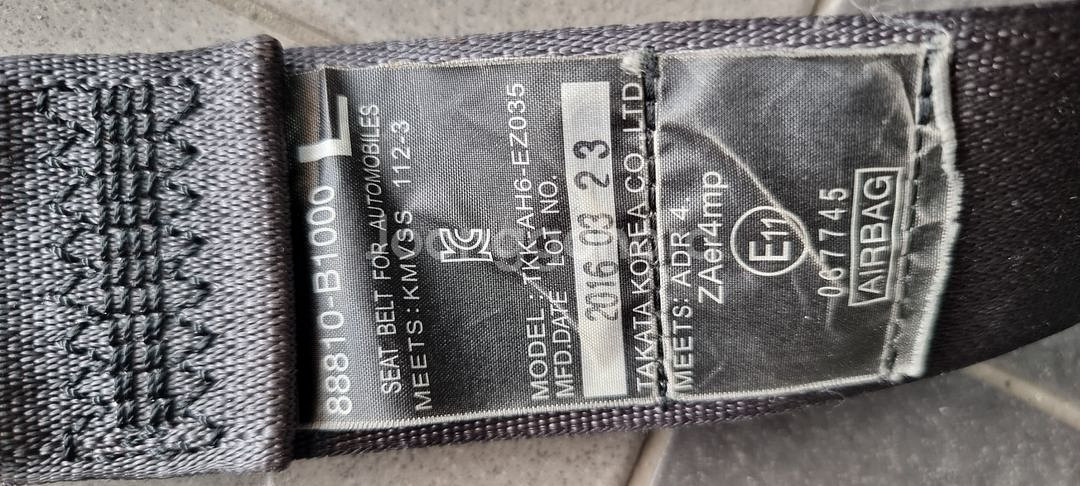 88810-B1000 L
SEAT BELT FOR AUTOMOBILES
MEETS:KMVSS 112-3
MODEL: TKK-AH6-EZ035
MFD.DATE LOT NO.
2016 03 23
TAKATA KOREA CO.,LTD.
MEETS: ADR 4.
ZAer4mp
E11
067745
AIRBAG